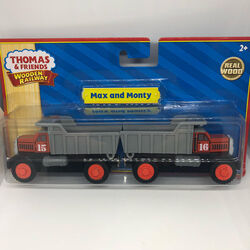 THOMAS
& FRIENDS
WOODEN
RAILWAY
2+
REAL
WOOD
Max and Monty
15
16